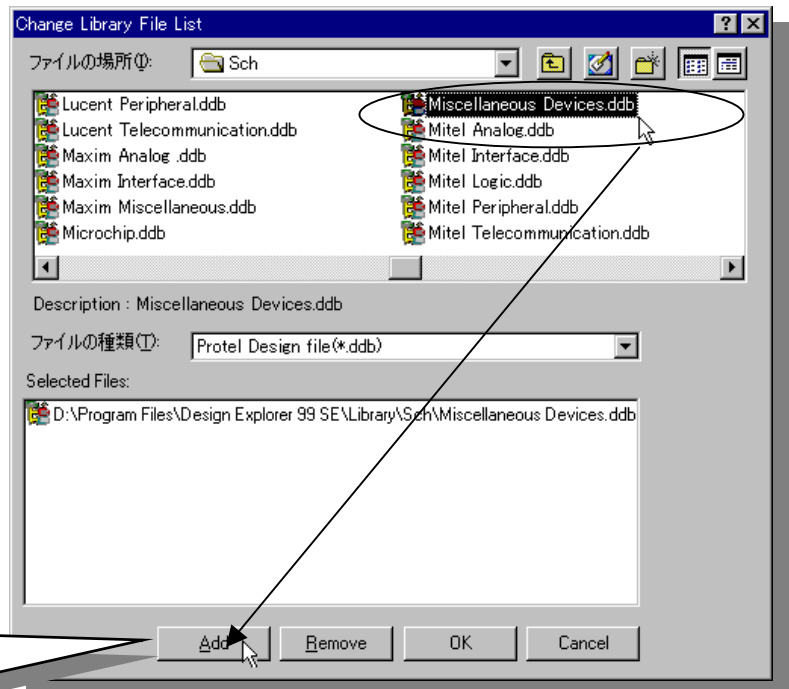 Change Library File List
ファイルの場所(I):
Sch
Lucent Peripheral.ddb
Lucent Telecommunication.ddb
Maxim Analog .ddb
Maxim Interface.ddb
Maxim Miscellaneous.ddb
Microchip.ddb
Miscellaneous Devices.ddb
Mitel Analog.ddb
Mitel Interface.ddb
Mitel Logic.ddb
Mitel Peripheral.ddb
Mitel Telecommunication.ddb
Description : Miscellaneous Devices.ddb
ファイルの種類(T):
Protel Design file(*.ddb)
Selected Files:
D:\Program Files\Design Explorer 99 SE\Library\Sch\Miscellaneous Devices.ddb
Add
Remove
OK
Cancel